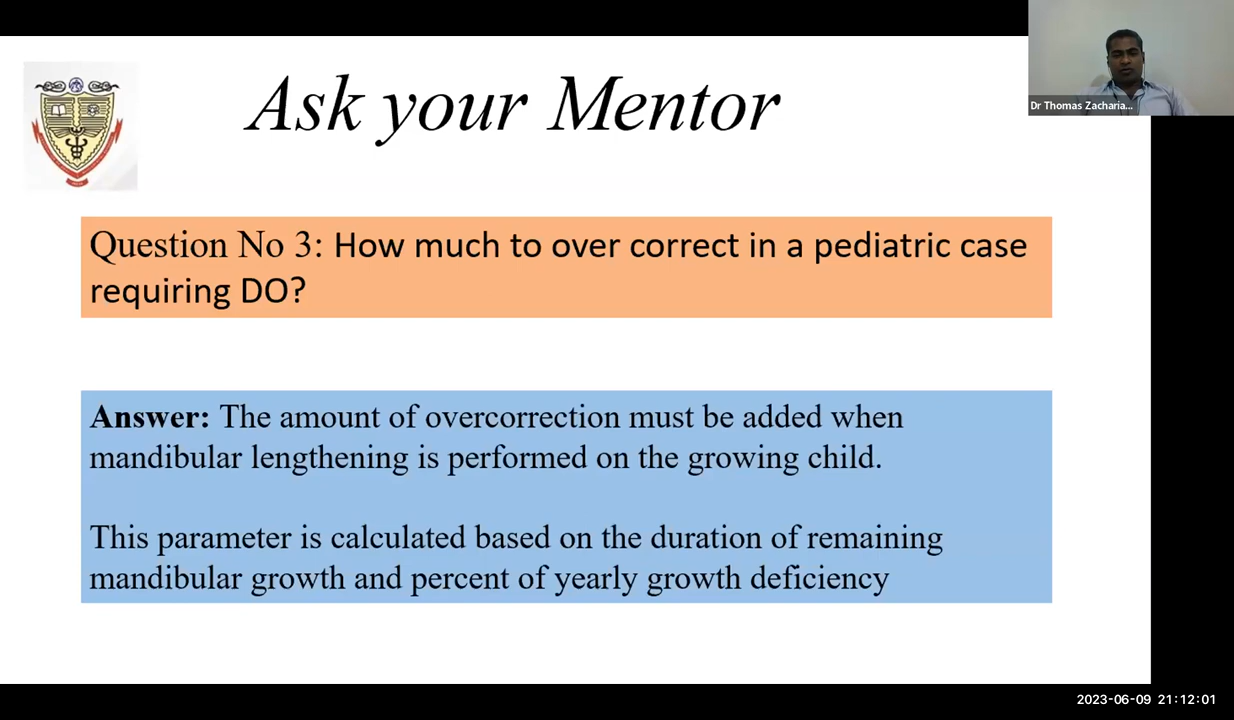 Ask your Mentor
Dr Thomas Zacharia...
Question No 3: How much to over correct in a pediatric case
requiring DO?
Answer: The amount of overcorrection must be added when
mandibular lengthening is performed on the growing child.
This parameter is calculated based on the duration of remaining
mandibular growth and percent of yearly growth deficiency
2023-06-09 21:12:01